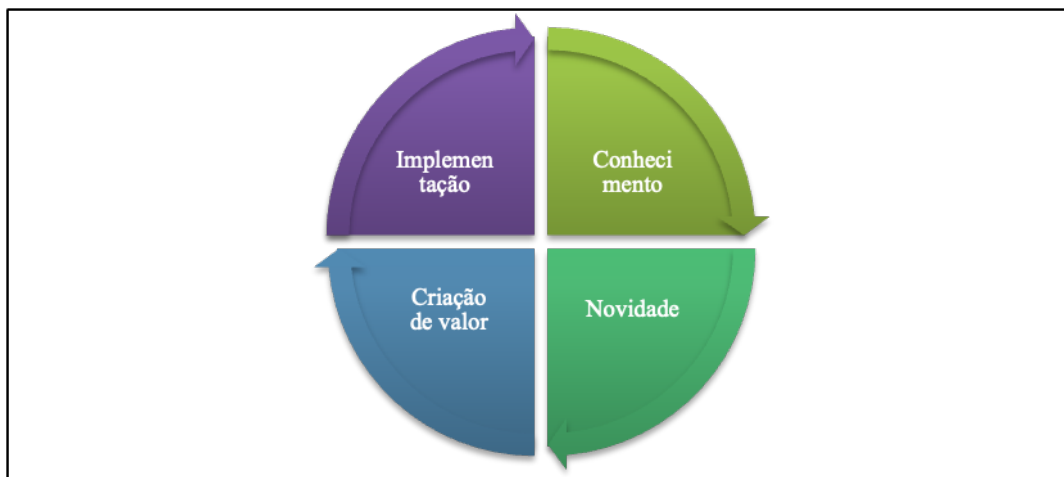 Implemen
tação
Conheci
mento
Criação
de valor
Novidade